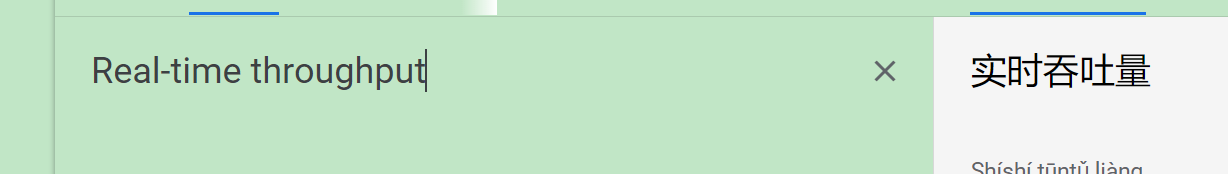 Real-time throughput
实时吞吐量
Shíshí tūntǔ liàng